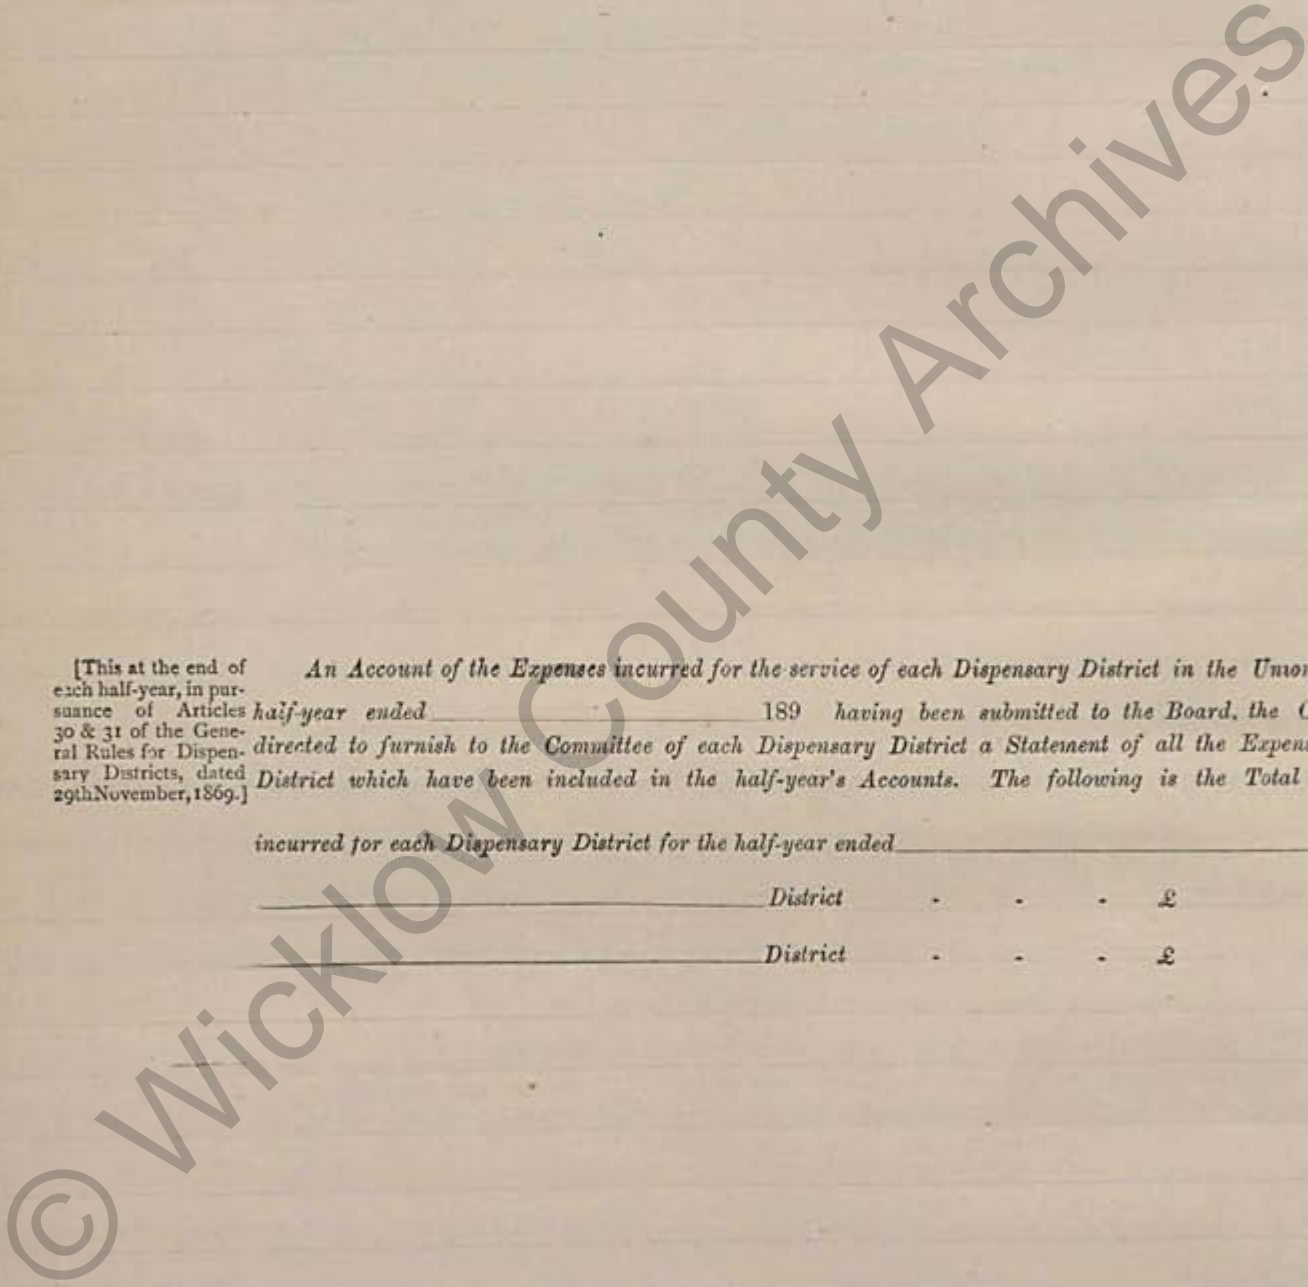 [This at the end of
each half-year, in pur-
suance of Articles
30 & 31 of the Gene-
ral Rules for Dispen-
sary Districts, dated
29thNovember, 1869.]
An Account of the Expenses incurred for the service of each Dispensary District in the Union
half-year ended 189 having been submitted to the Board, the C
directed to furnish to the Committee of each Dispensary District a Statement of all the Expens
District which have been included in the half-year's Accounts. The following is the Total
incurred for each Dispensary District for the half-year ended
District - - - £
District - - - £
© Wicklow County Archives